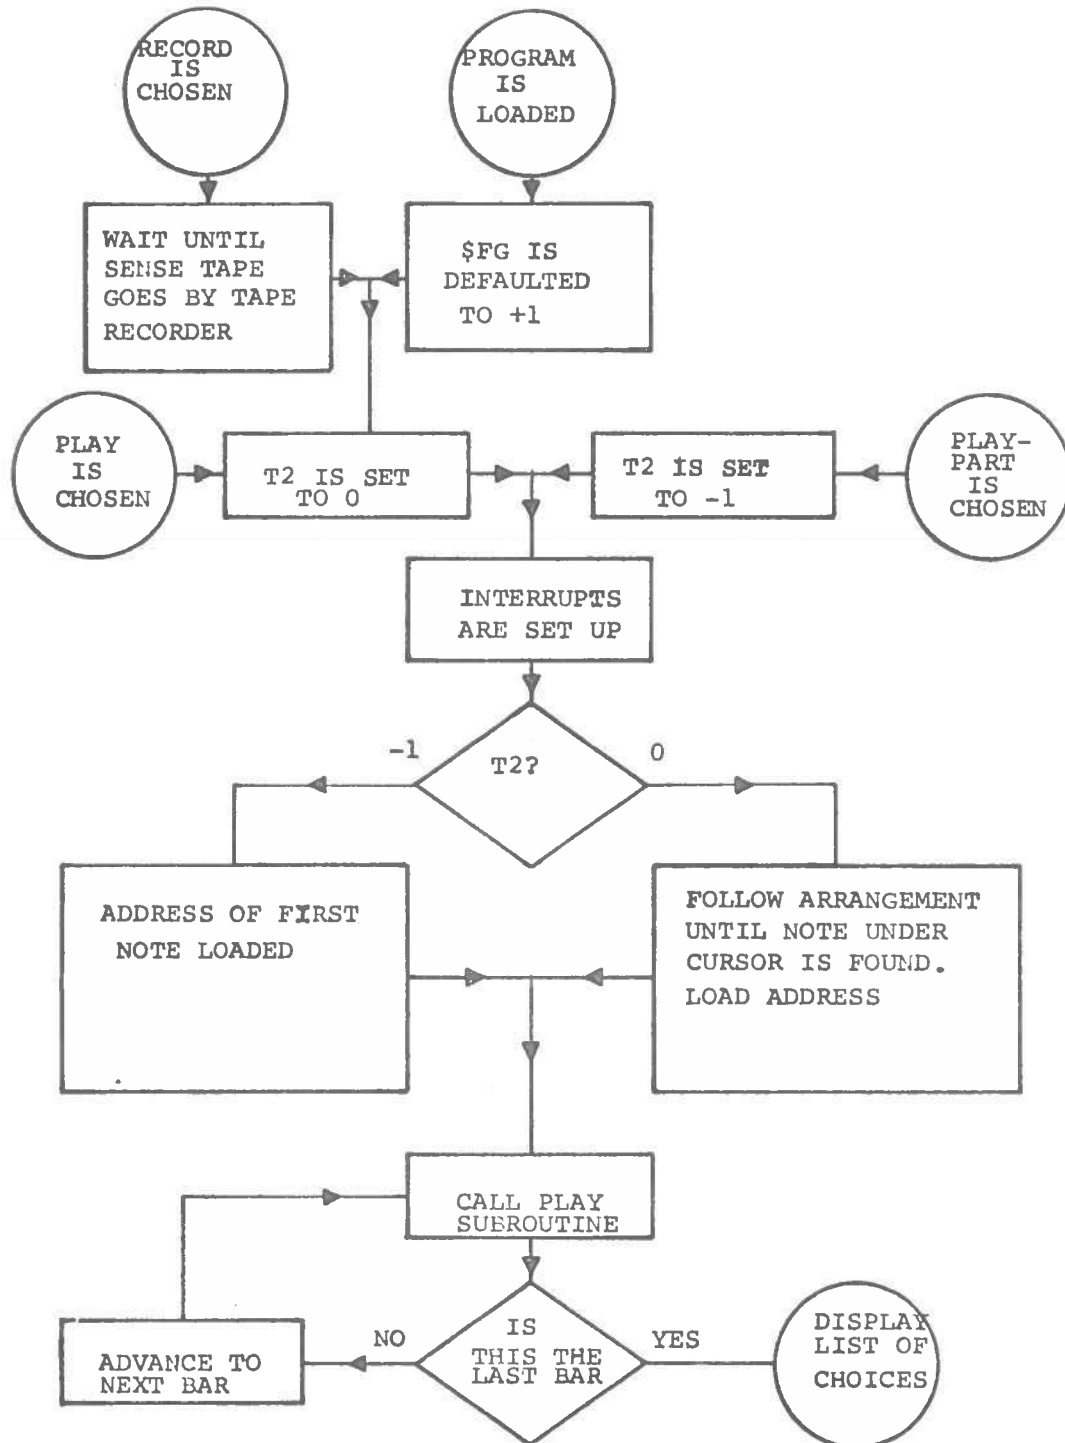 RECORD
IS
CHOSEN
PROGRAM
IS
LOADED
WAIT UNTIL
SENSE TAPE
GOES BY TAPE
RECORDER
$FG IS
DEFAULTED
TO +1
PLAY
IS
CHOSEN
T2 IS SET
TO 0
T2 IS SET
TO -1
PLAY-
PART
IS
CHOSEN
INTERRUPTS
ARE SET UP
-1
T2?
0
ADDRESS OF FIRST
NOTE LOADED
FOLLOW ARRANGEMENT
UNTIL NOTE UNDER
CURSOR IS FOUND.
LOAD ADDRESS
CALL PLAY
SUBROUTINE
ADVANCE TO
NEXT BAR
NO
IS
THIS THE
LAST BAR
YES
DISPLAY
LIST OF
CHOICES